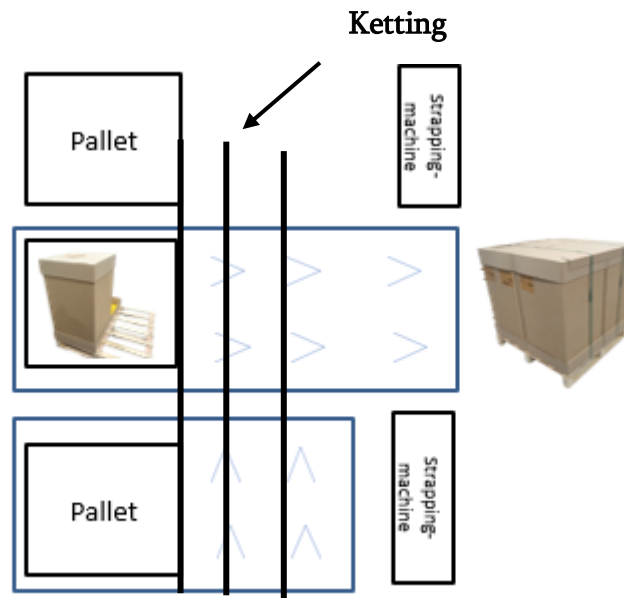 Ketting
Pallet
Strapping-
machine
Pallet
Strapping-
machine